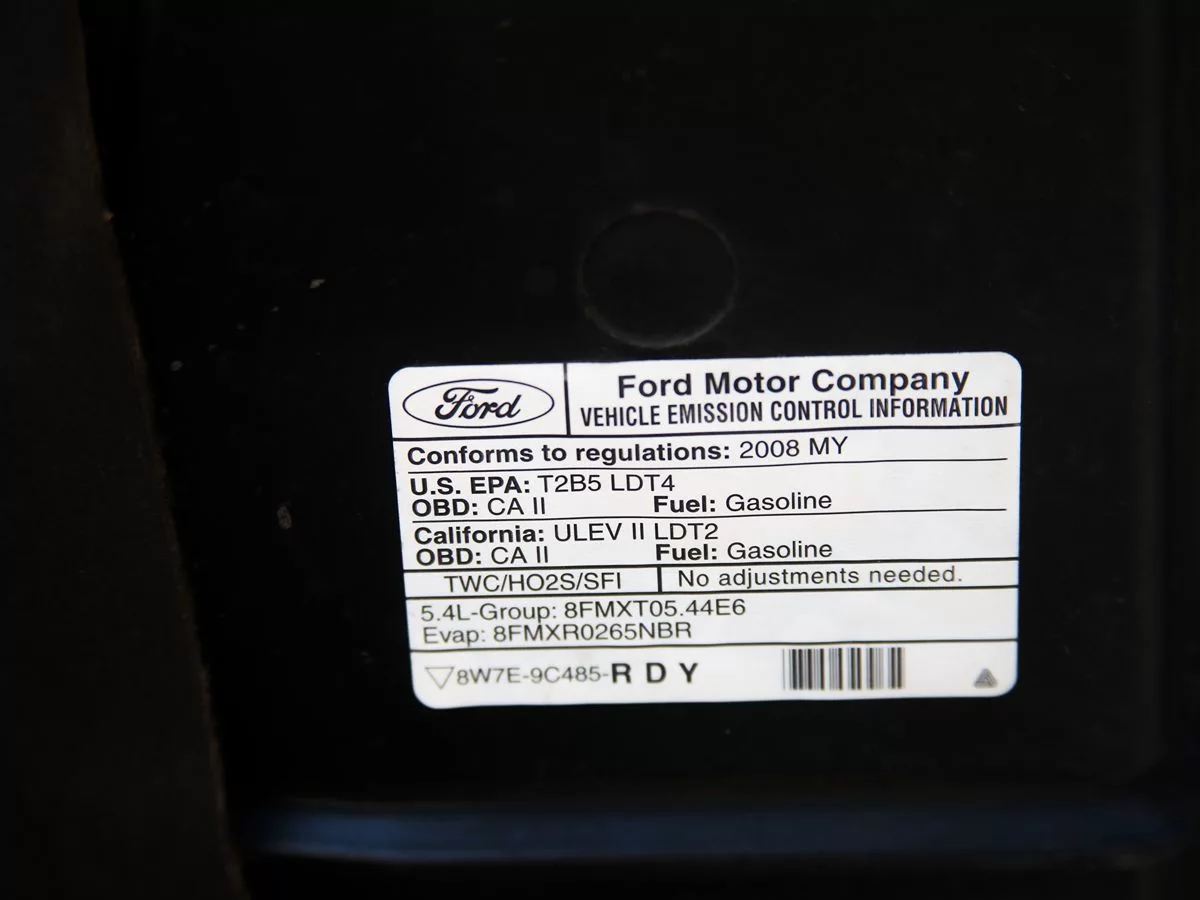 Ford
Ford Motor Company
VEHICLE EMISSION CONTROL INFORMATION
Conforms to regulations: 2008 MY
U.S. EPA: T2B5 LDT4
OBD: CA II Fuel: Gasoline
California: ULEV II LDT2
OBD: CA II Fuel: Gasoline
TWC/HO2S/SFI No adjustments needed.
5.4L-Group: 8FMXT05.44E6
Evap: 8FMXR0265NBR
8W7E-9C485-R D Y